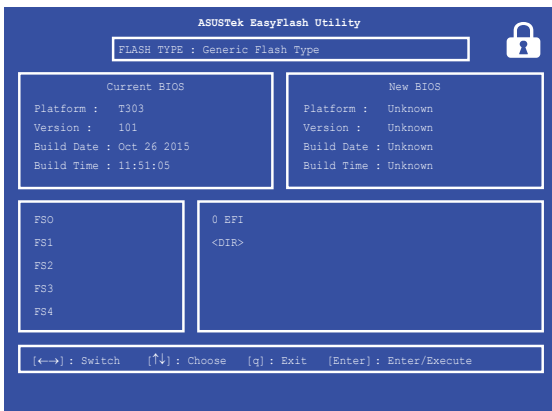 ASUSTek EasyFlash Utility
FLASH TYPE : Generic Flash Type
Current BIOS
Platform : T303
Version : 101
Build Date : Oct 26 2015
Build Time : 11:51:05
New BIOS
Platform : Unknown
Version : Unknown
Build Date : Unknown
Build Time : Unknown
FSO
FS1
FS2
FS3
FS4
0 EFI
<DIR>
[←→] : Switch [↑↓] : Choose [q] : Exit [Enter] : Enter/Execute